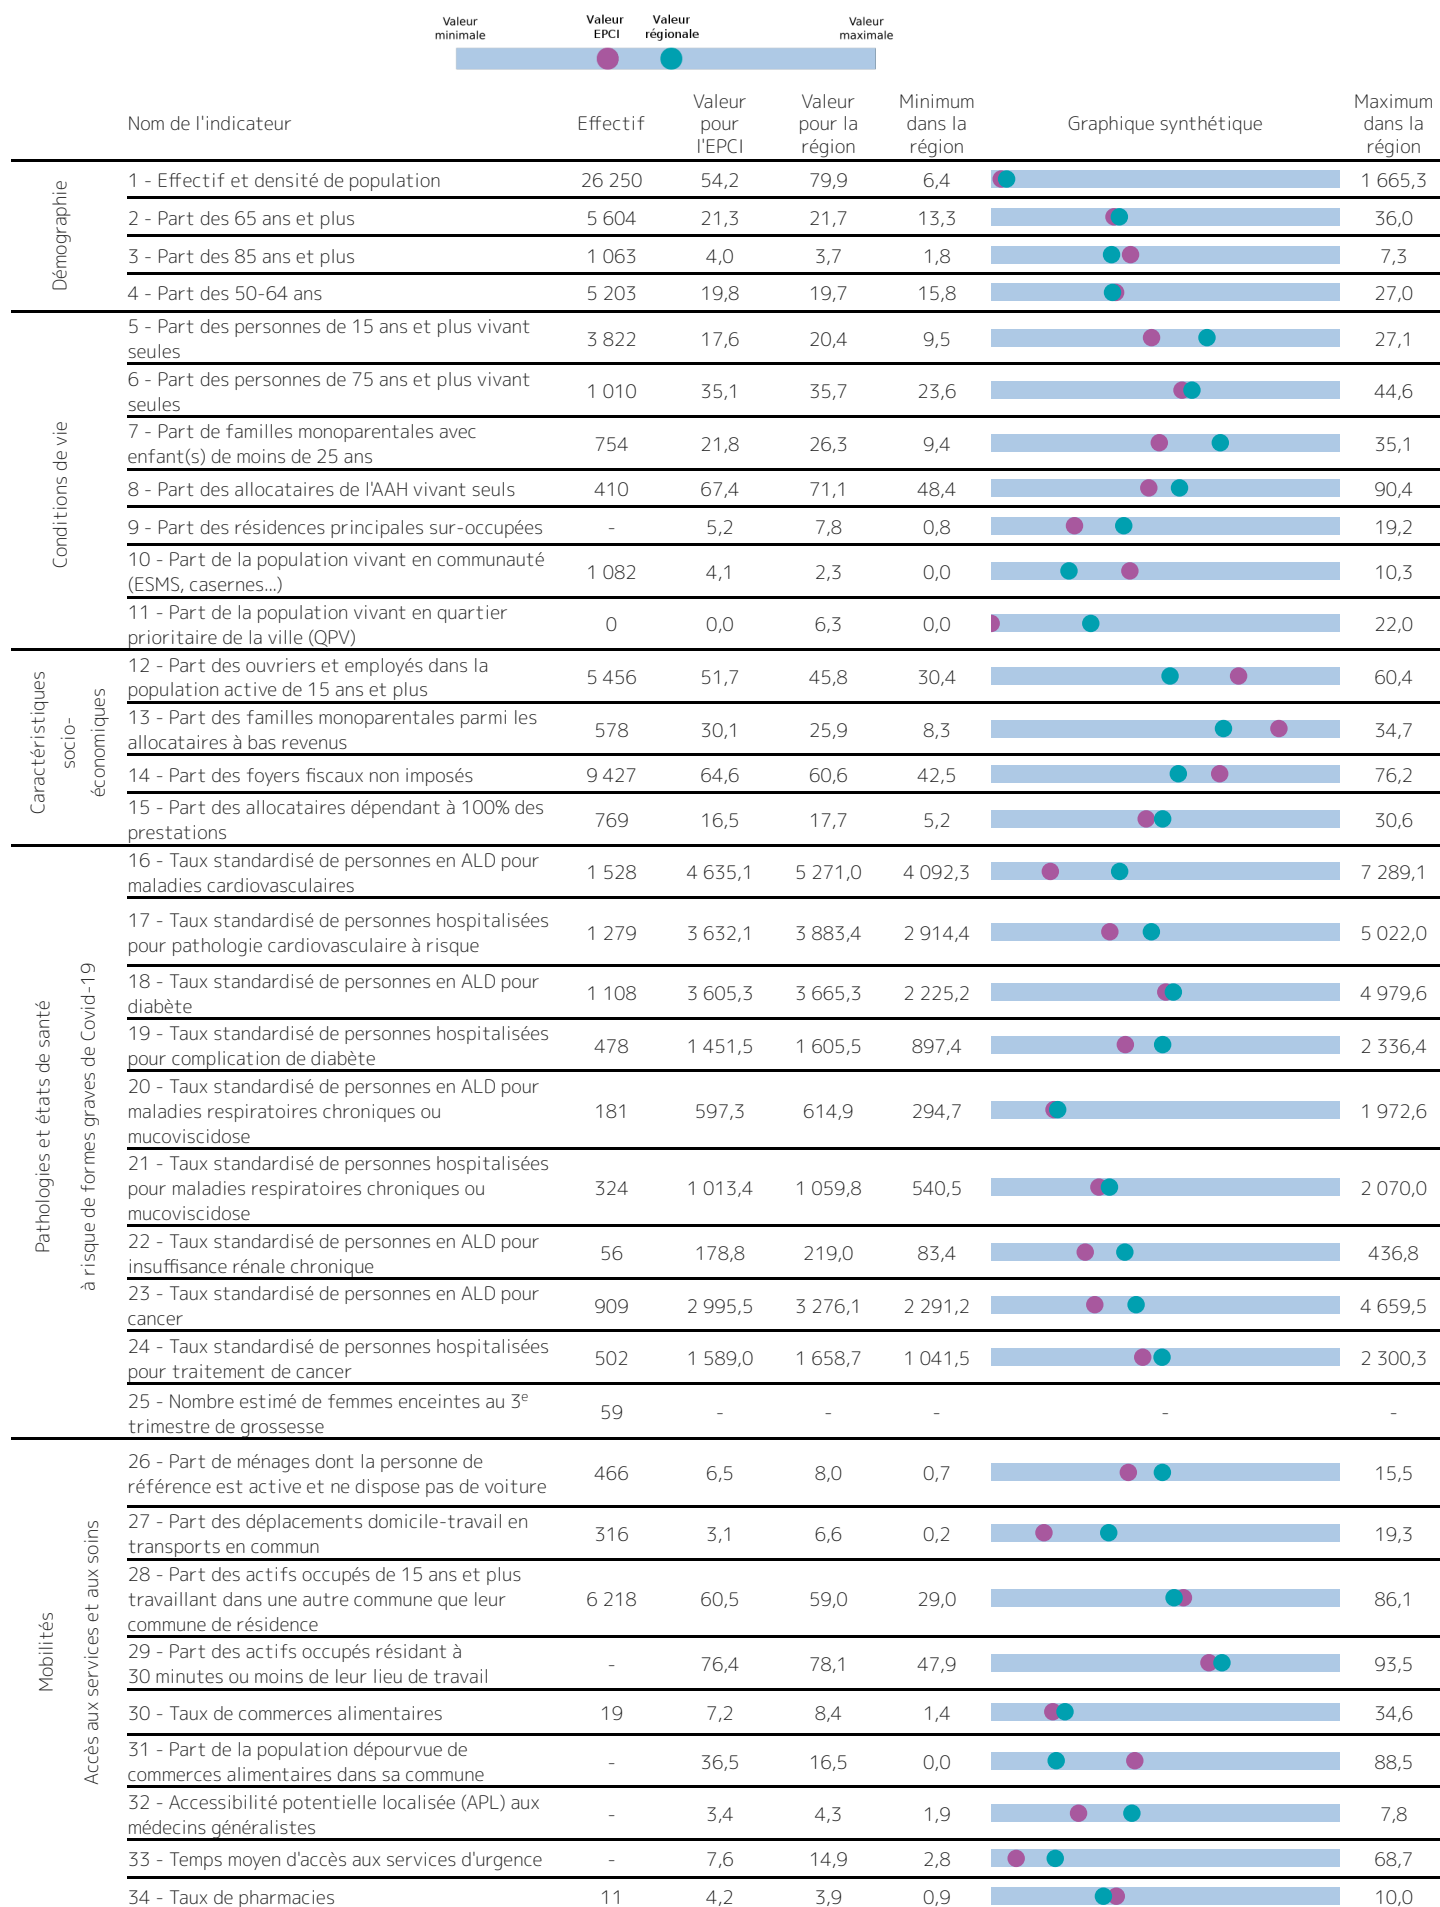 Valeur
minimale
Valeur
EPCI
Valeur
régionale
Valeur
maximale
Nom de l'indicateur
Effectif
Valeur
pour
l'EPCI
Valeur
pour la
région
Minimum
dans la
région
Graphique synthétique
Maximum
dans la
région
Démographie
1 - Effectif et densité de population 26 250 54,2 79,9 6,4 1 665,3
2 - Part des 65 ans et plus 5 604 21,3 21,7 13,3 36,0
3 - Part des 85 ans et plus 1 063 4,0 3,7 1,8 7,3
4 - Part des 50-64 ans 5 203 19,8 19,7 15,8 27,0
Conditions de vie
5 - Part des personnes de 15 ans et plus vivant
seules
3 822 17,6 20,4 9,5 27,1
6 - Part des personnes de 75 ans et plus vivant
seules
1 010 35,1 35,7 23,6 44,6
7 - Part de familles monoparentales avec
enfant(s) de moins de 25 ans
754 21,8 26,3 9,4 35,1
8 - Part des allocataires de l'AAH vivant seuls 410 67,4 71,1 48,4 90,4
9 - Part des résidences principales sur-occupées - 5,2 7,8 0,8 19,2
10 - Part de la population vivant en communauté
(ESMS, casernes...)
1 082 4,1 2,3 0,0 10,3
11 - Part de la population vivant en quartier
prioritaire de la ville (QPV)
0 0,0 6,3 0,0 22,0
Caractéristiques
socio-
économiques
12 - Part des ouvriers et employés dans la
population active de 15 ans et plus
5 456 51,7 45,8 30,4 60,4
13 - Part des familles monoparentales parmi les
allocataires à bas revenus
578 30,1 25,9 8,3 34,7
14 - Part des foyers fiscaux non imposés 9 427 64,6 60,6 42,5 76,2
15 - Part des allocataires dépendant à 100% des
prestations
769 16,5 17,7 5,2 30,6
Pathologies et états de santé
à risque de formes graves de Covid-19
16 - Taux standardisé de personnes en ALD pour
maladies cardiovasculaires
1 528 4 635,1 5 271,0 4 092,3 7 289,1
17 - Taux standardisé de personnes hospitalisées
pour pathologie cardiovasculaire à risque
1 279 3 632,1 3 883,4 2 914,4 5 022,0
18 - Taux standardisé de personnes en ALD pour
diabète
1 108 3 605,3 3 665,3 2 225,2 4 979,6
19 - Taux standardisé de personnes hospitalisées
pour complication de diabète
478 1 451,5 1 605,5 897,4 2 336,4
20 - Taux standardisé de personnes en ALD pour
maladies respiratoires chroniques ou
mucoviscidose
181 597,3 614,9 294,7 1 972,6
21 - Taux standardisé de personnes hospitalisées
pour maladies respiratoires chroniques ou
mucoviscidose
324 1 013,4 1 059,8 540,5 2 070,0
22 - Taux standardisé de personnes en ALD pour
insuffisance rénale chronique
56 178,8 219,0 83,4 436,8
23 - Taux standardisé de personnes en ALD pour
cancer
909 2 995,5 3 276,1 2 291,2 4 659,5
24 - Taux standardisé de personnes hospitalisées
pour traitement de cancer
502 1 589,0 1 658,7 1 041,5 2 300,3
25 - Nombre estimé de femmes enceintes au 3e
trimestre de grossesse
59 - - - - -
Mobilités
Accès aux services et aux soins
26 - Part de ménages dont la personne de
référence est active et ne dispose pas de voiture
466 6,5 8,0 0,7 15,5
27 - Part des déplacements domicile-travail en
transports en commun
316 3,1 6,6 0,2 19,3
28 - Part des actifs occupés de 15 ans et plus
travaillant dans une autre commune que leur
commune de résidence
6 218 60,5 59,0 29,0 86,1
29 - Part des actifs occupés résidant à
30 minutes ou moins de leur lieu de travail
- 76,4 78,1 47,9 93,5
30 - Taux de commerces alimentaires 19 7,2 8,4 1,4 34,6
31 - Part de la population dépourvue de
commerces alimentaires dans sa commune
- 36,5 16,5 0,0 88,5
32 - Accessibilité potentielle localisée (APL) aux
médecins généralistes
- 3,4 4,3 1,9 7,8
33 - Temps moyen d'accès aux services d'urgence - 7,6 14,9 2,8 68,7
34 - Taux de pharmacies 11 4,2 3,9 0,9 10,0